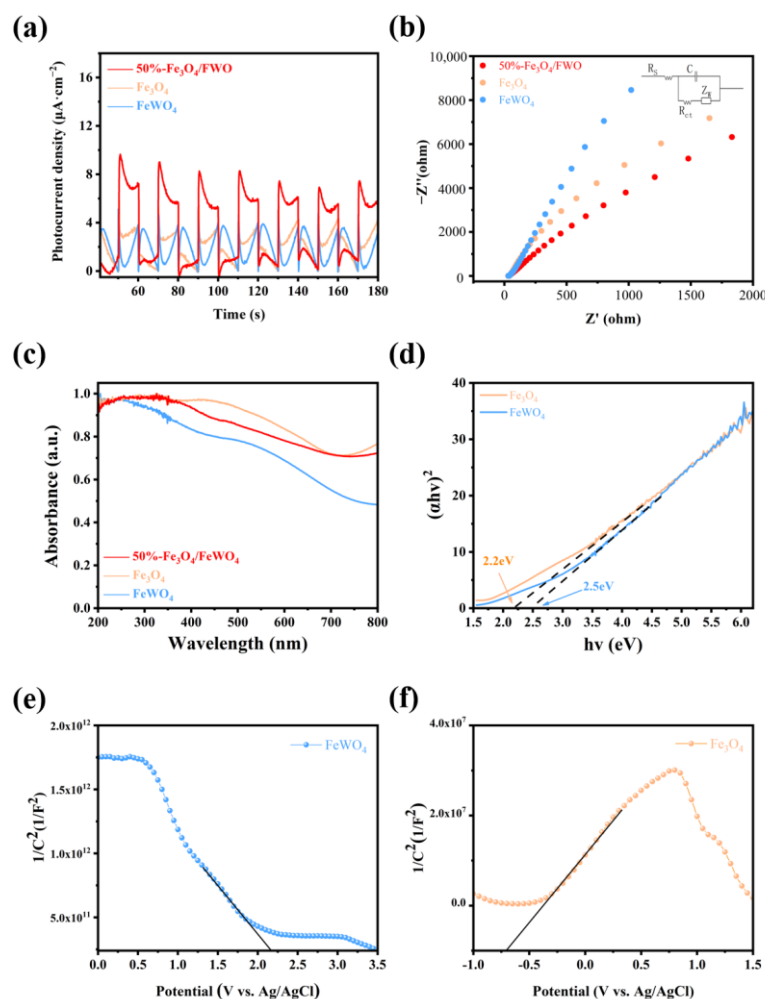 (a)
50%-Fe₃O₄/FWO
Fe₃O₄
FeWO₄
Photocurrent density (μA·cm⁻²)
16
12
8
4
0
60
80
100
120
140
160
180
Time (s)
(b)
50%-Fe₃O₄/FWO
Fe₃O₄
FeWO₄
R_S
R_ct
−Z''(ohm)
10,000
8000
6000
4000
2000
0
0
500
1000
1500
2000
Z' (ohm)
(c)
Absorbance (a.u.)
1.0
0.8
0.6
0.4
0.2
0.0
50%-Fe₃O₄/FeWO₄
Fe₃O₄
FeWO₄
200
300
400
500
600
700
800
Wavelength (nm)
(d)
Fe₃O₄
FeWO₄
(αhv)²
40
30
20
10
0
2.2eV
2.5eV
1.5
2.0
2.5
3.0
3.5
4.0
4.5
5.0
5.5
6.0
hv (eV)
(e)
FeWO₄
1/C²(1/F²)
2.0x10¹²
1.5x10¹²
1.0x10¹²
5.0x10¹¹
0.0
0.5
1.0
1.5
2.0
2.5
3.0
3.5
Potential (V vs. Ag/AgCl)
(f)
Fe₃O₄
1/C²(1/F²)
4.0x10⁷
2.0x10⁷
0.0
-1.0
-0.5
0.0
0.5
1.0
1.5
Potential (V vs. Ag/AgCl)